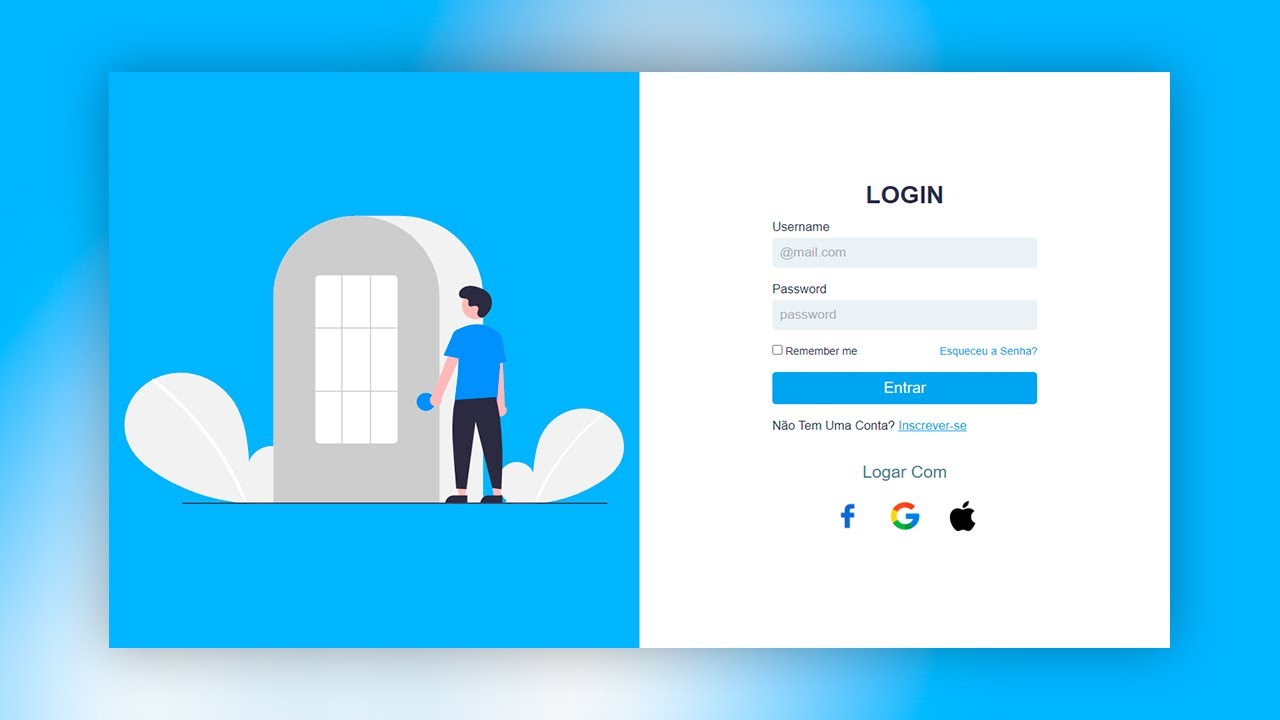 LOGIN
Username
@mail.com
Password
password
Remember me Esqueceu a Senha?
Entrar
Não Tem Uma Conta? Inscrever-se
Logar Com